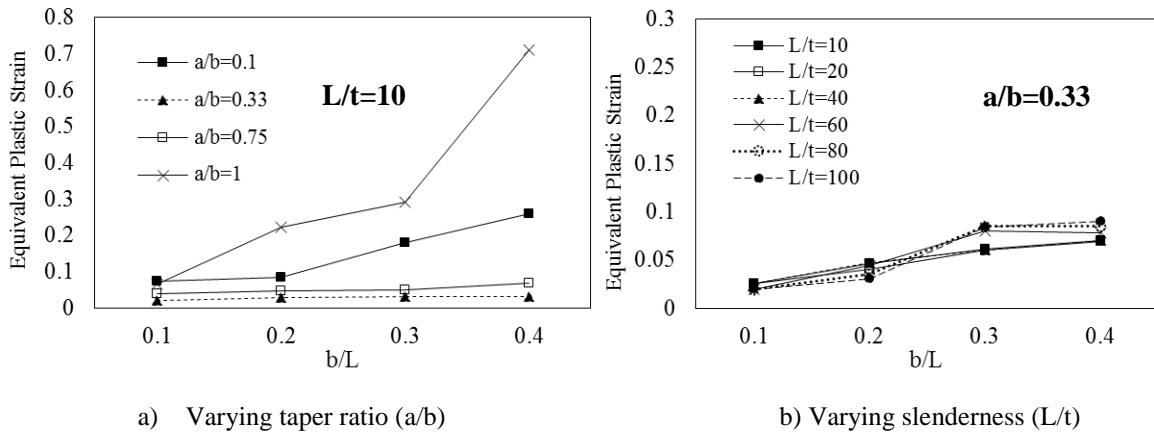 0.8
0.7
0.6
0.5
0.4
0.3
0.2
0.1
0
Equivalent Plastic Strain
a/b=0.1
a/b=0.33
a/b=0.75
a/b=1
L/t=10
0.1 0.2 0.3 0.4
b/L
a) Varying taper ratio (a/b)
0.3
0.25
0.2
0.15
0.1
0.05
0
Equivalent Plastic Strain
L/t=10
L/t=20
L/t=40
L/t=60
L/t=80
L/t=100
a/b=0.33
0.1 0.2 0.3 0.4
b/L
b) Varying slenderness (L/t)